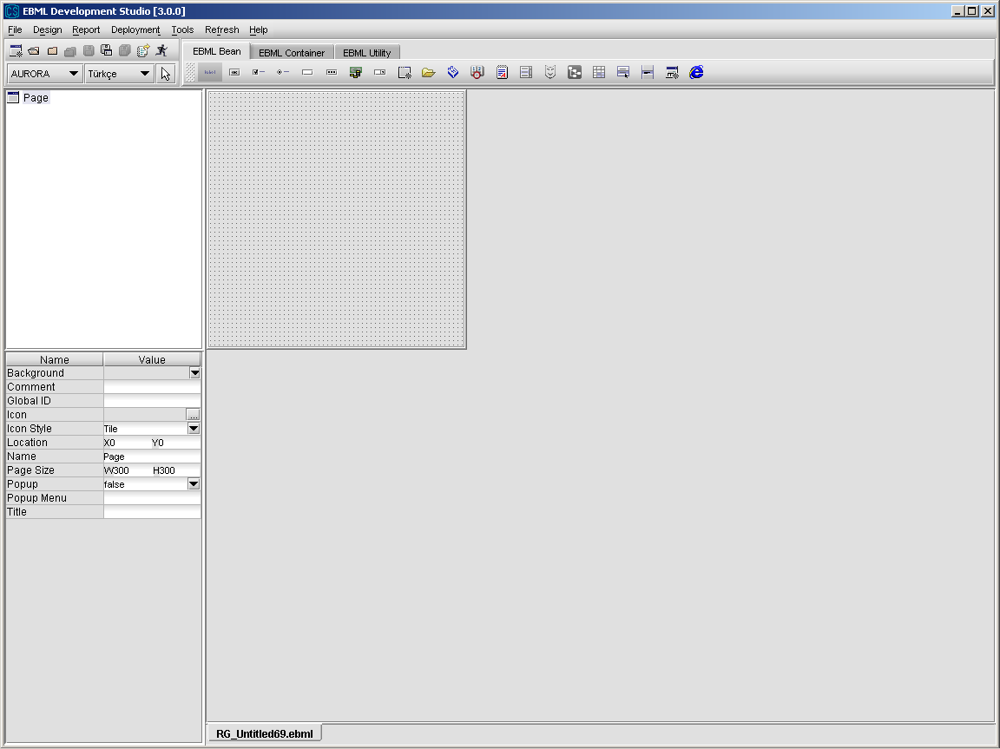 EBML Development Studio [3.0.0]
File Design Report Deployment Tools Refresh Help
EBML Bean EBML Container EBML Utility
AURORA Türkçe
Page
Name Value
Background
Comment
Global ID
Icon ...
Icon Style Tile
Location X0 Y0
Name Page
Page Size W300 H300
Popup false
Popup Menu
Title
RG_Untitled69.ebml